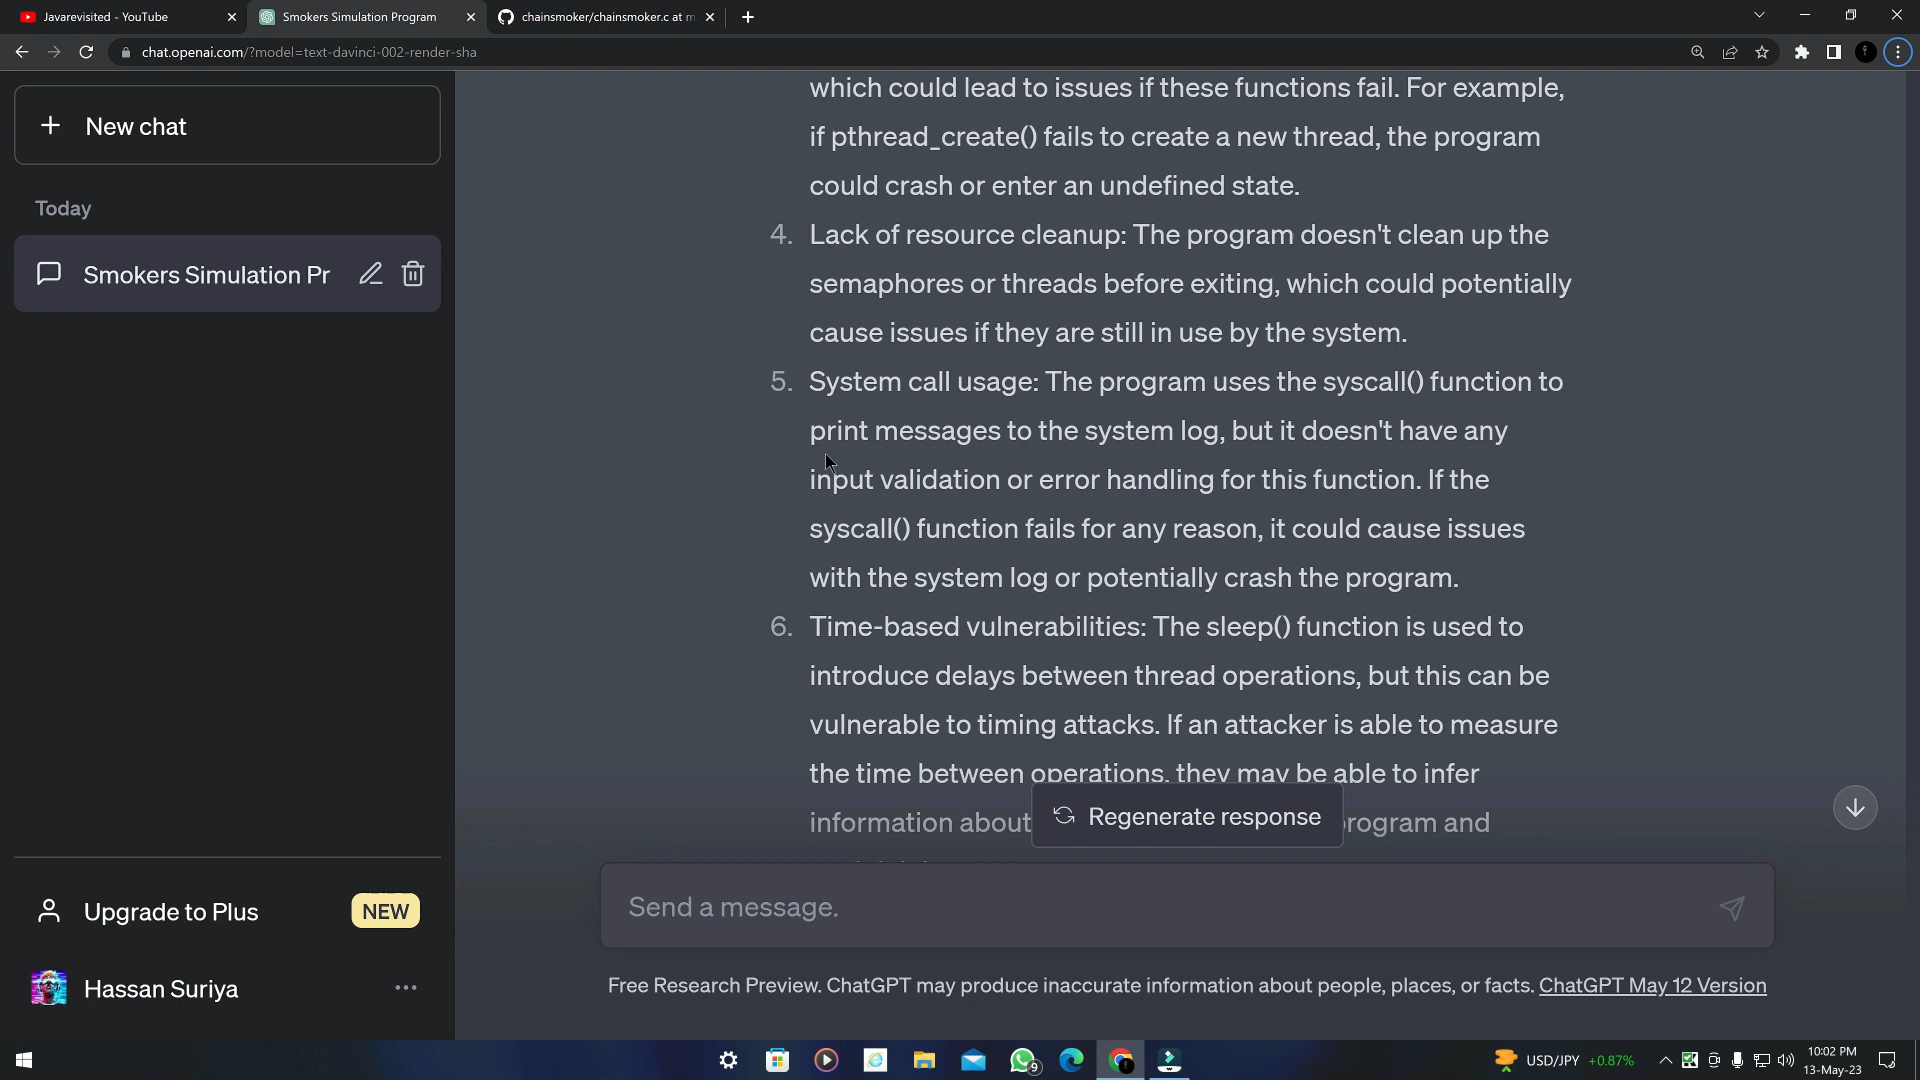 Javarevisited - YouTube
Smokers Simulation Program
chainsmoker/chainsmoker.c at m
chat.openai.com/?model=text-davinci-002-render-sha
New chat
Today
Smokers Simulation Pr
which could lead to issues if these functions fail. For example,
if pthread_create() fails to create a new thread, the program
could crash or enter an undefined state.
4. Lack of resource cleanup: The program doesn't clean up the
semaphores or threads before exiting, which could potentially
cause issues if they are still in use by the system.
5. System call usage: The program uses the syscall() function to
print messages to the system log, but it doesn't have any
input validation or error handling for this function. If the
syscall() function fails for any reason, it could cause issues
with the system log or potentially crash the program.
6. Time-based vulnerabilities: The sleep() function is used to
introduce delays between thread operations, but this can be
vulnerable to timing attacks. If an attacker is able to measure
the time between operations, they may be able to infer
information about program and
Regenerate response
Send a message.
Free Research Preview. ChatGPT may produce inaccurate information about people, places, or facts. ChatGPT May 12 Version
Upgrade to Plus
NEW
Hassan Suriya
9
USD/JPY +0.87%
10:02 PM
13-May-23